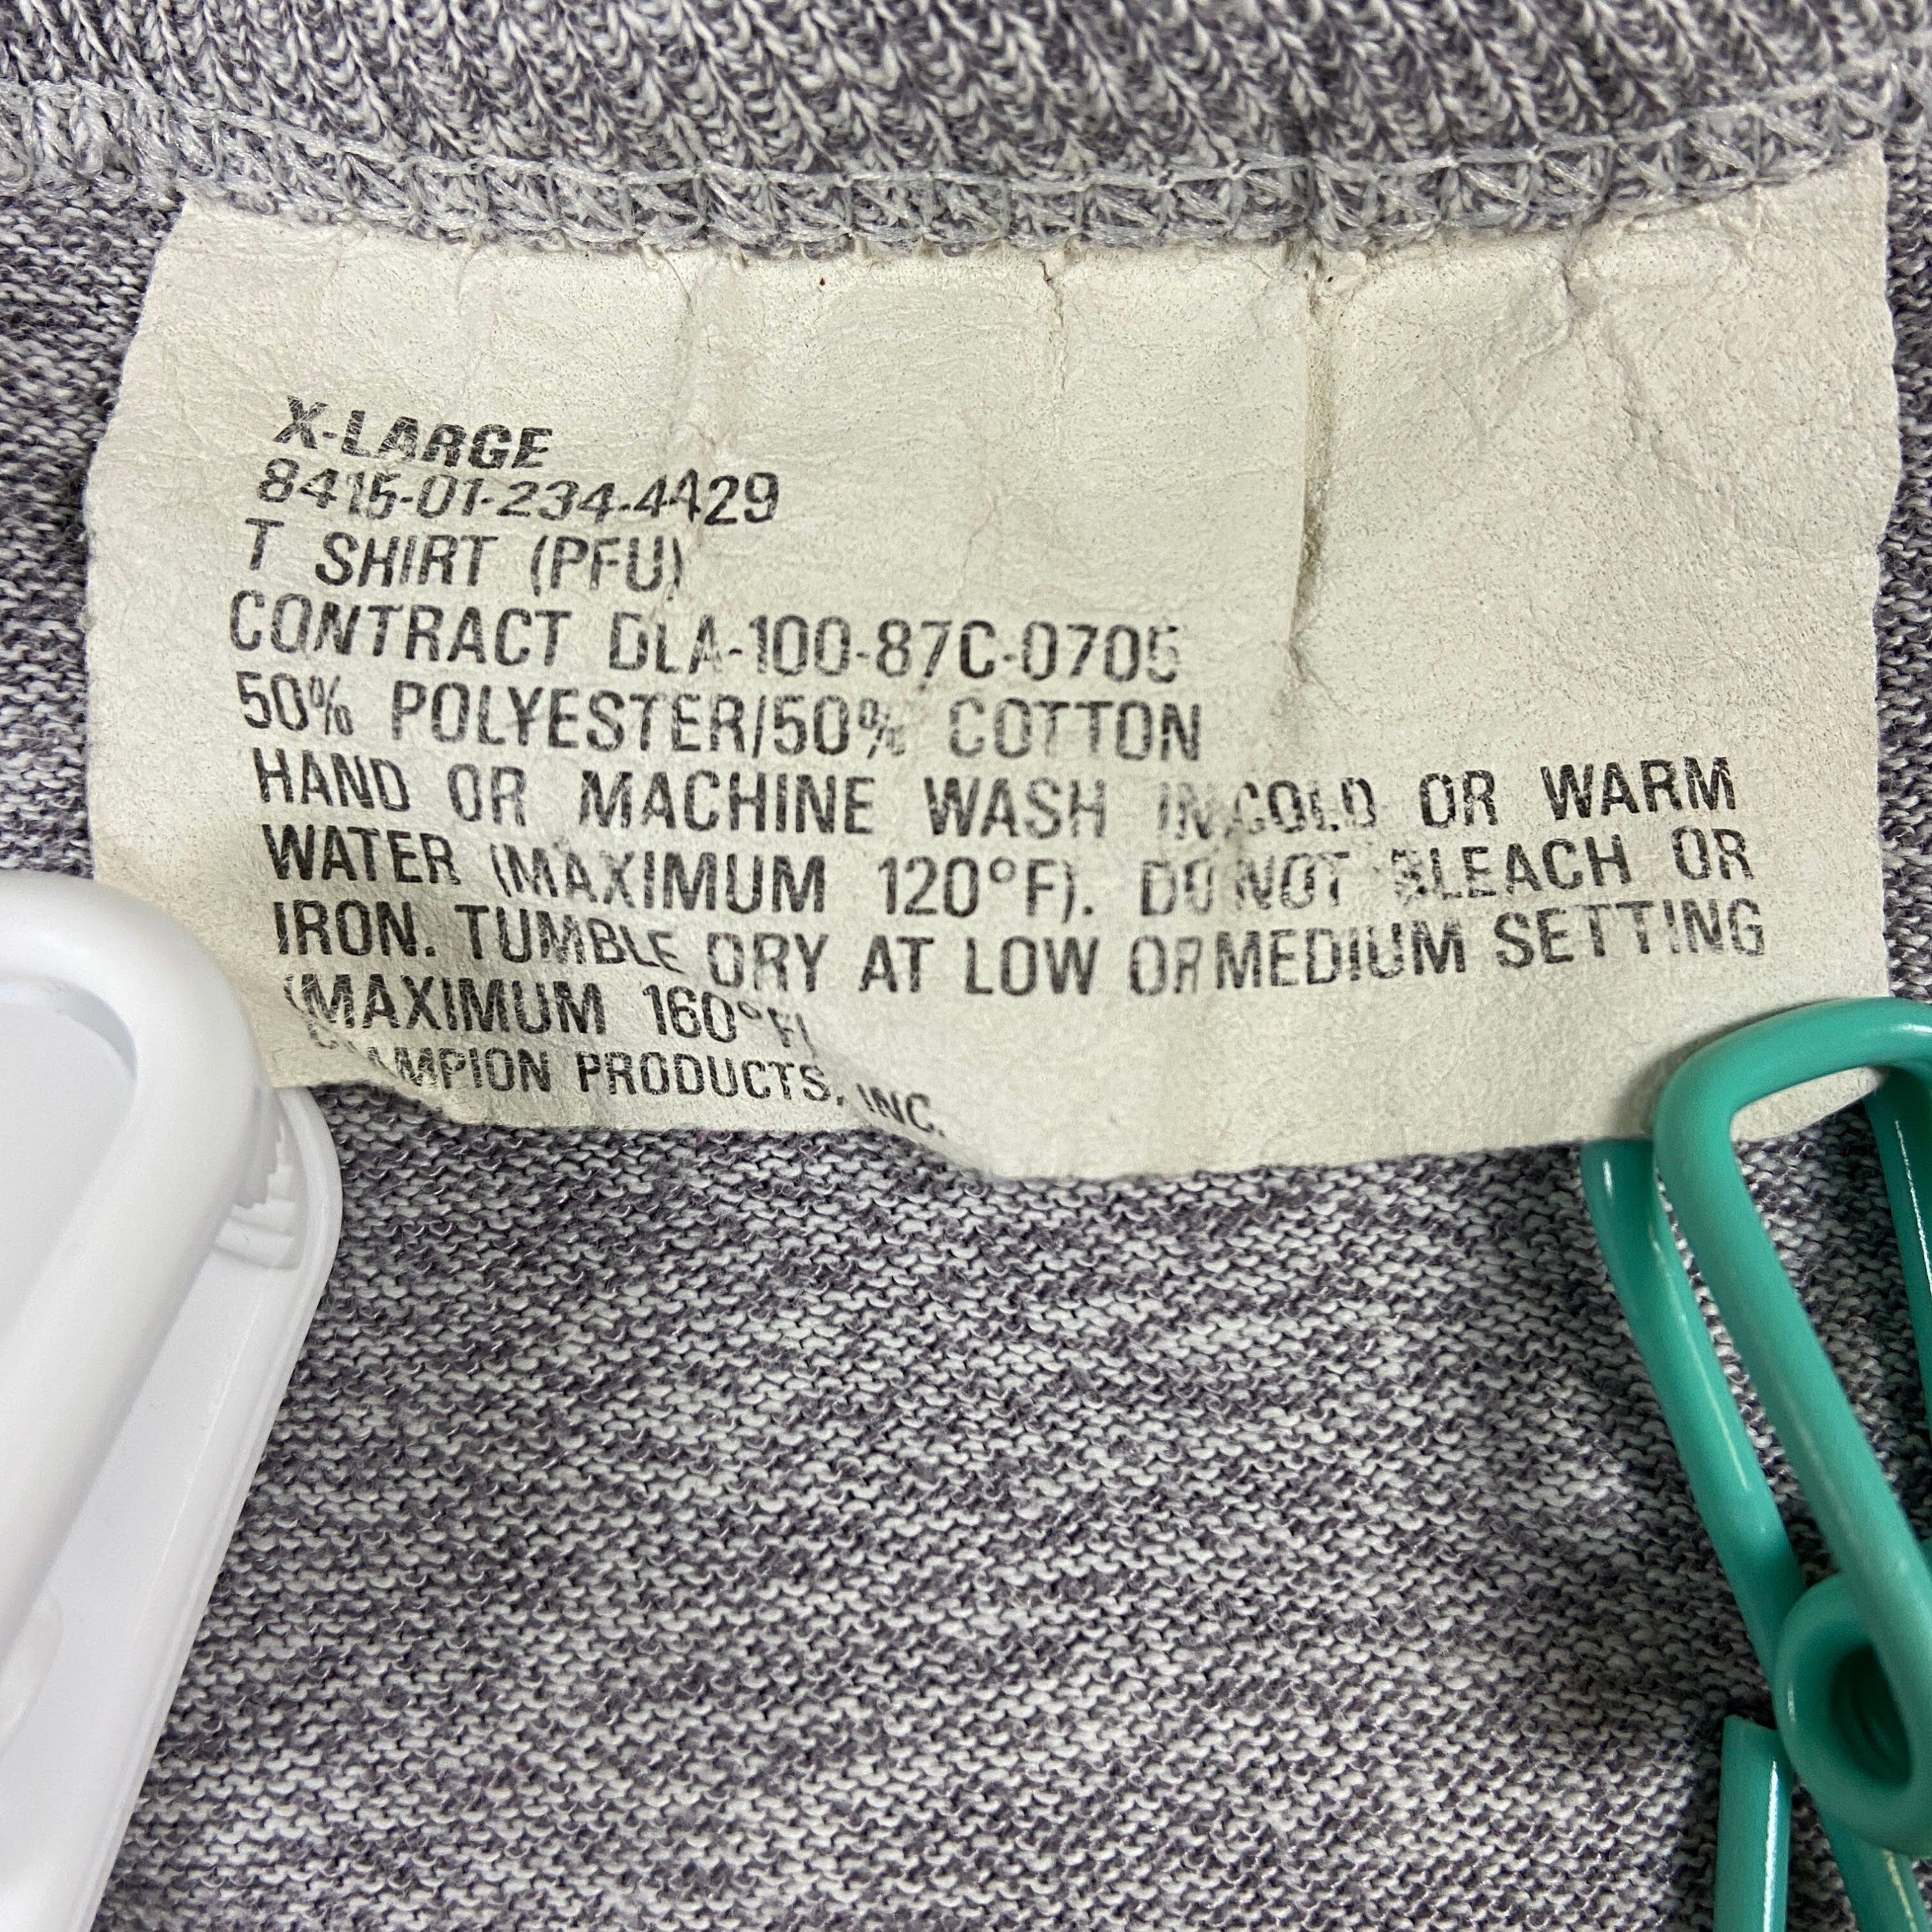 X-LARGE
8415-01-234-4429
T SHIRT (PFU)
CONTRACT DLA-100-87C-0705
50% POLYESTER/50% COTTON
HAND OR MACHINE WASH IN COLD OR WARM
WATER (MAXIMUM 120°F). DO NOT BLEACH OR
IRON. TUMBLE DRY AT LOW OR MEDIUM SETTING
(MAXIMUM 160°F)
CHAMPION PRODUCTS, INC.